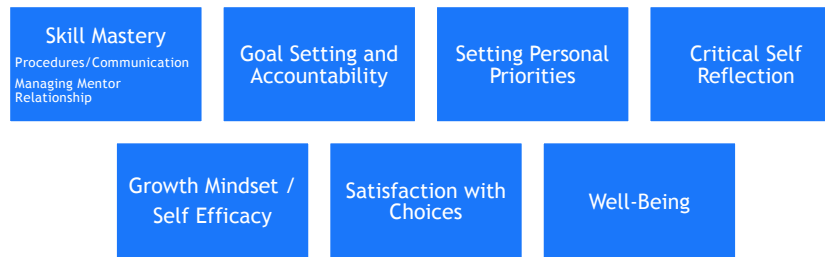 Skill Mastery
Procedures/Communication
Managing Mentor
Relationship
Goal Setting and
Accountability
Setting Personal
Priorities
Critical Self
Reflection
Growth Mindset /
Self Efficacy
Satisfaction with
Choices
Well-Being